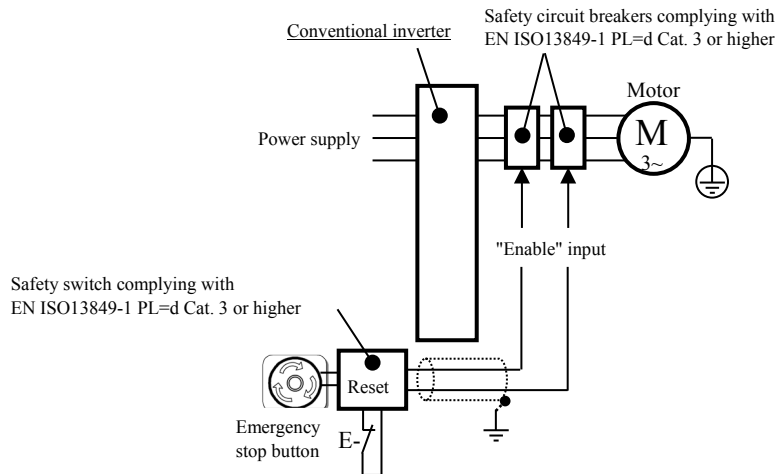 Safety circuit breakers complying with
EN ISO13849-1 PL=d Cat. 3 or higher
Conventional inverter
Motor
Power supply
M
3~
"Enable" input
Safety switch complying with
EN ISO13849-1 PL=d Cat. 3 or higher
Reset
Emergency
stop button
E-